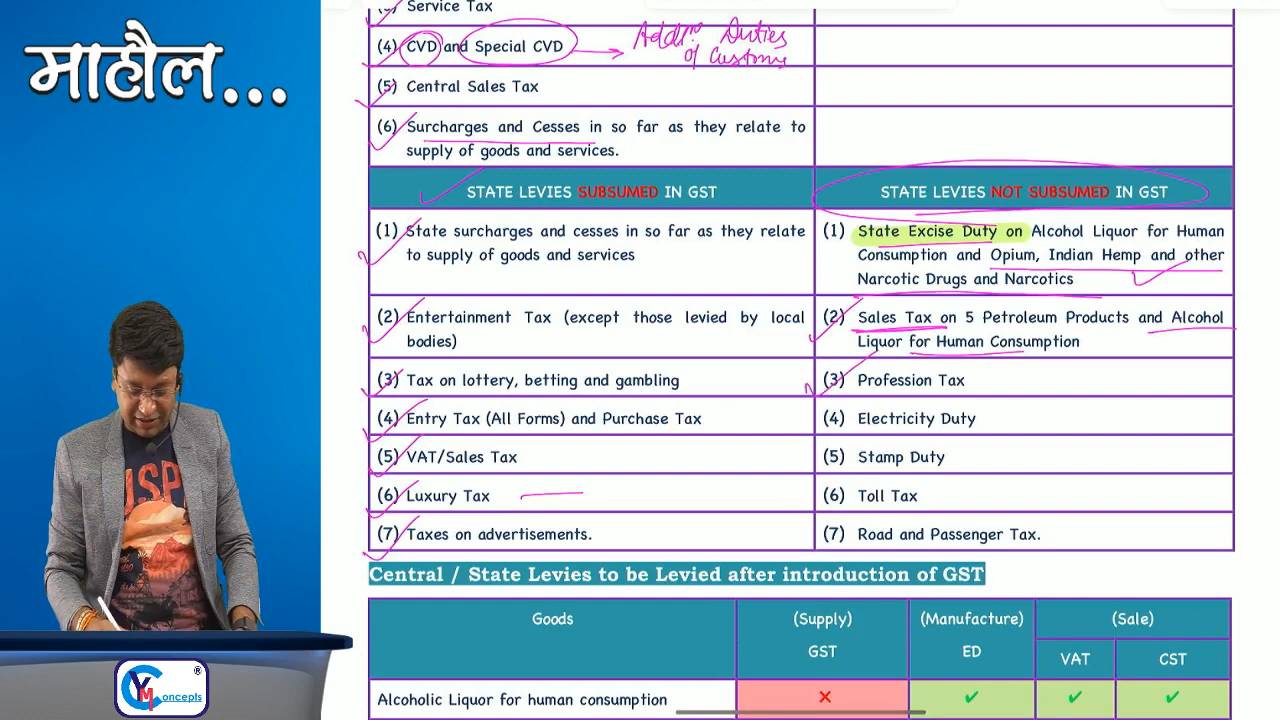 माहौल...
(3) Service Tax
(4) CVD and Special CVD
Addnl Duties
of Customs
(5) Central Sales Tax
(6) Surcharges and Cesses in so far as they relate to
supply of goods and services.
STATE LEVIES SUBSUMED IN GST
STATE LEVIES NOT SUBSUMED IN GST
(1) State surcharges and cesses in so far as they relate
to supply of goods and services
(1) State Excise Duty on Alcohol Liquor for Human
Consumption and Opium, Indian Hemp and other
Narcotic Drugs and Narcotics
(2) Entertainment Tax (except those levied by local
bodies)
(2) Sales Tax on 5 Petroleum Products and Alcohol
Liquor for Human Consumption
(3) Tax on lottery, betting and gambling
(3) Profession Tax
(4) Entry Tax (All Forms) and Purchase Tax
(4) Electricity Duty
(5) VAT/Sales Tax
(5) Stamp Duty
(6) Luxury Tax
(6) Toll Tax
(7) Taxes on advertisements.
(7) Road and Passenger Tax.
Central / State Levies to be Levied after introduction of GST
Goods
(Supply)
GST
(Manufacture)
ED
(Sale)
VAT
CST
Alcoholic Liquor for human consumption
USP
CYM Concepts
®